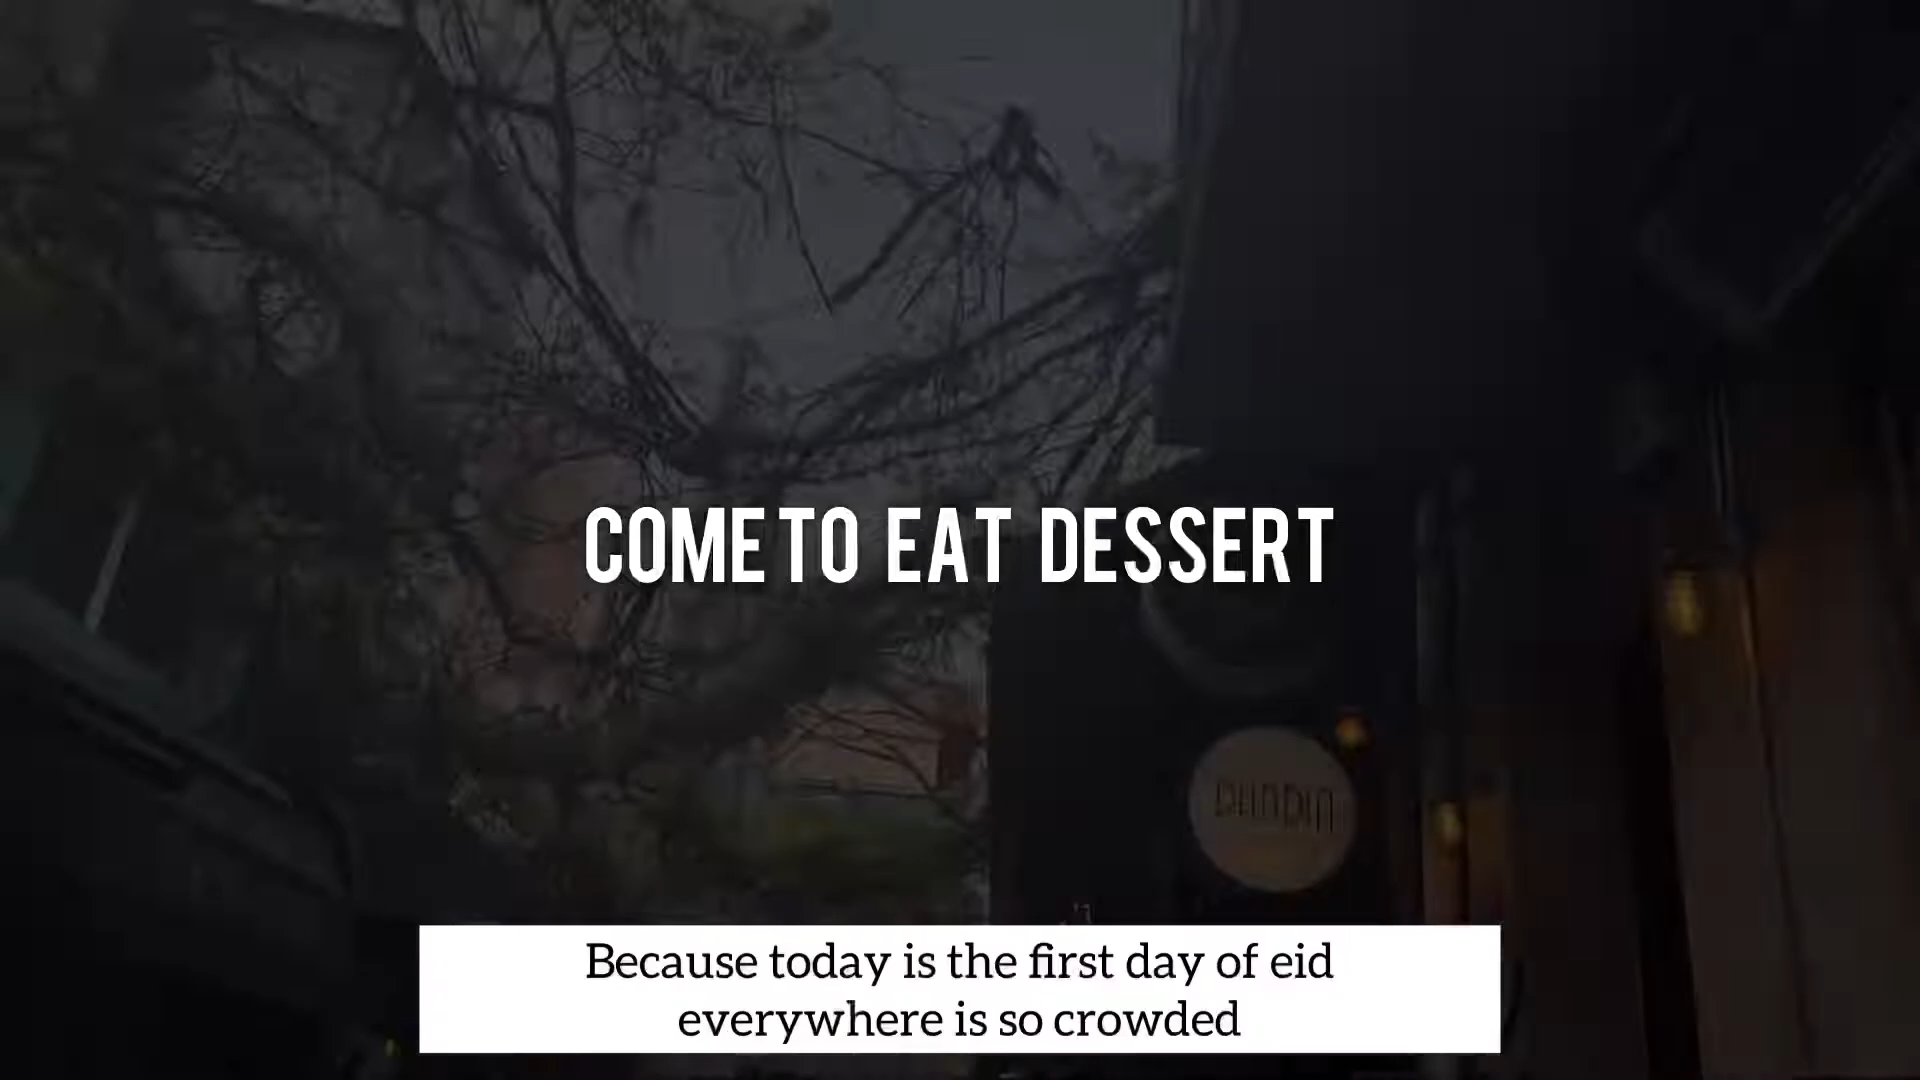 COME TO EAT DESSERT
Because today is the first day of eid
everywhere is so crowded